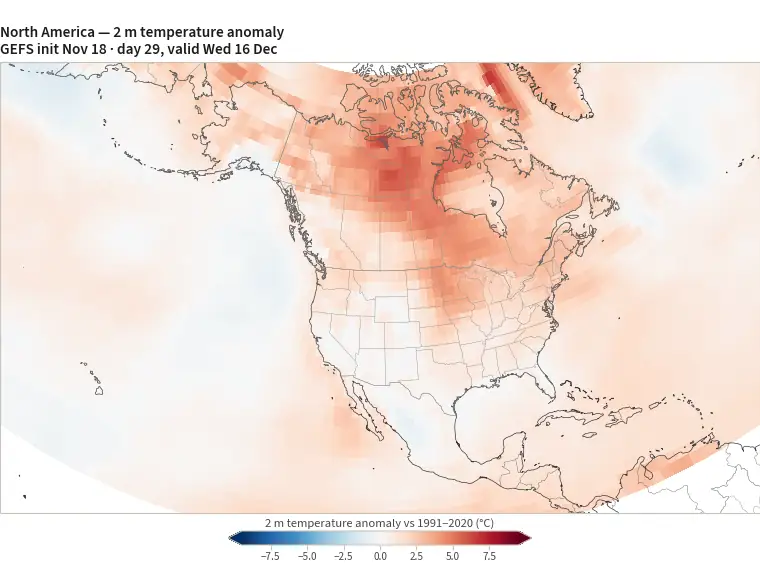 North America — 2 m temperature anomaly
GEFS init Nov 18 · day 29, valid Wed 16 Dec
2 m temperature anomaly vs 1991–2020 (°C)
−7.5 −5.0 −2.5 0.0 2.5 5.0 7.5